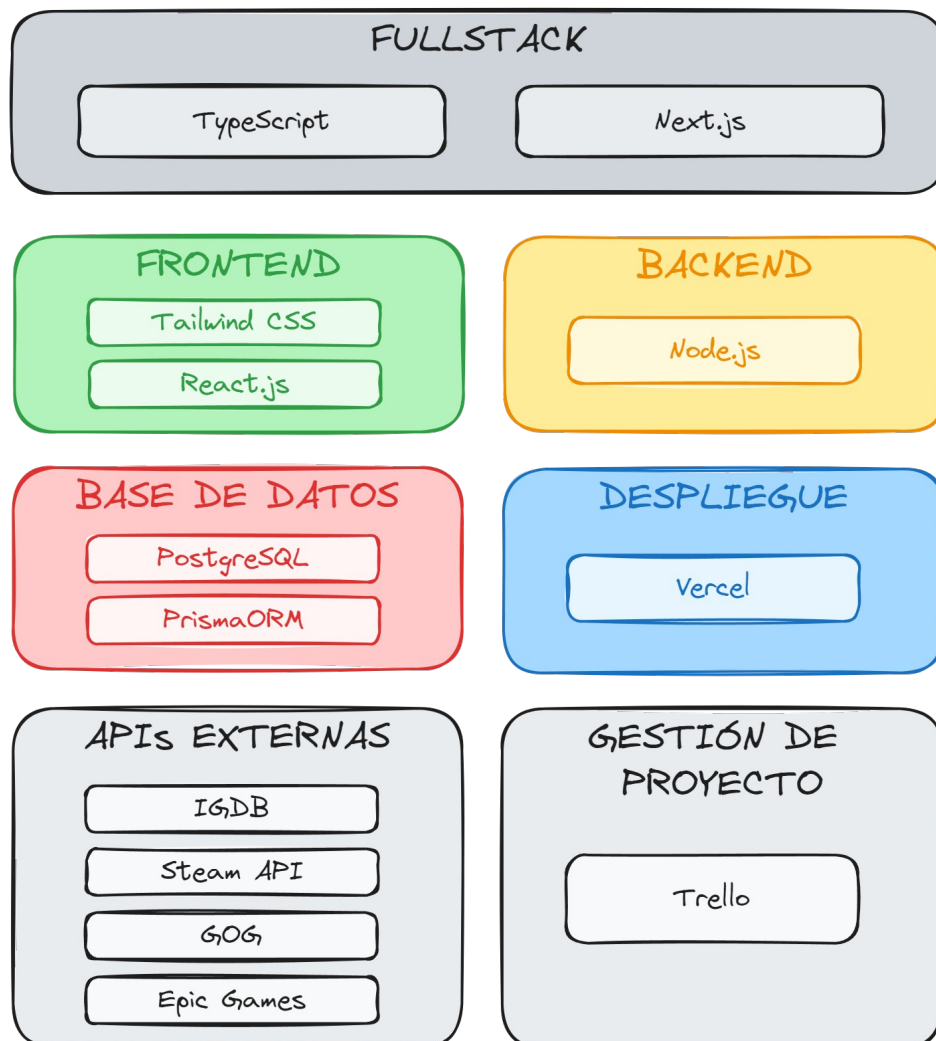 FULLSTACK
TypeScript
Next.js
FRONTEND
Tailwind CSS
React.js
BACKEND
Node.js
BASE DE DATOS
PostgreSQL
PrismaORM
DESPLIEGUE
Vercel
APIs EXTERNAS
IGDB
Steam API
GOG
Epic Games
GESTIÓN DE
PROYECTO
Trello